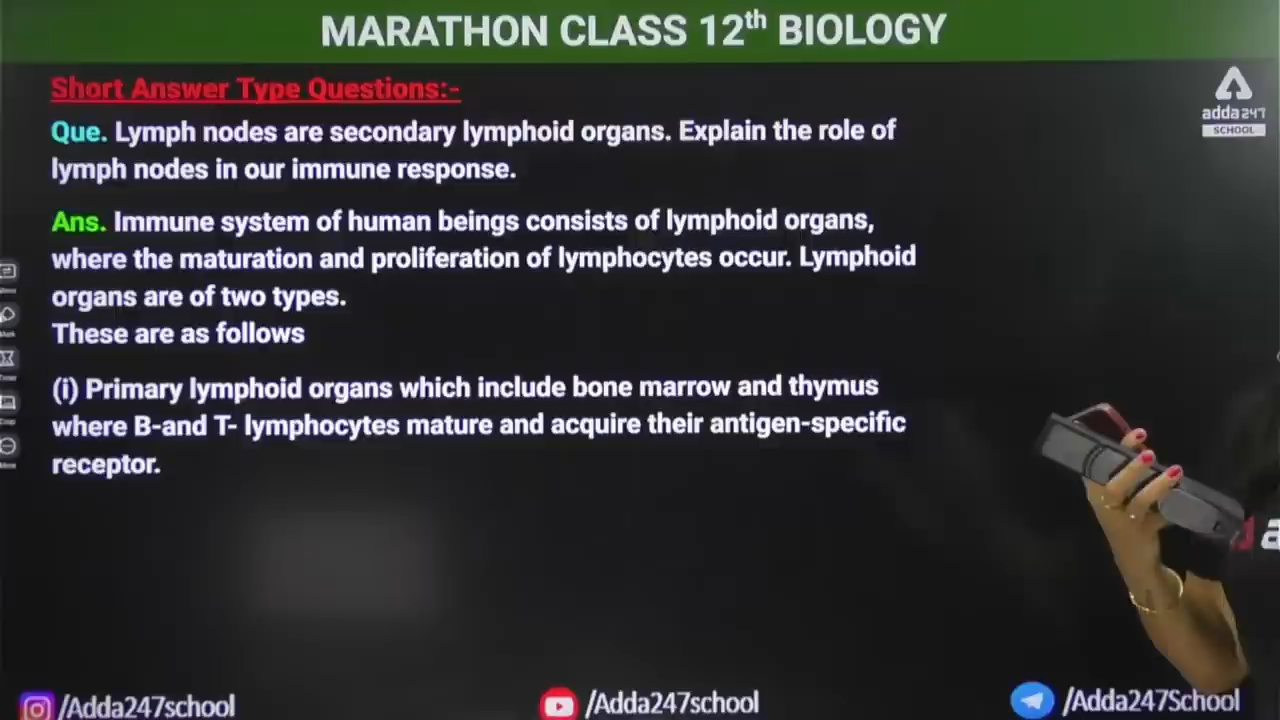 MARATHON CLASS 12th BIOLOGY
adda247
SCHOOL
Short Answer Type Questions:-
Que. Lymph nodes are secondary lymphoid organs. Explain the role of
lymph nodes in our immune response.
Ans. Immune system of human beings consists of lymphoid organs,
where the maturation and proliferation of lymphocytes occur. Lymphoid
organs are of two types.
These are as follows
(i) Primary lymphoid organs which include bone marrow and thymus
where B-and T- lymphocytes mature and acquire their antigen-specific
receptor.
/Adda247school
/Adda247school
/Adda247School